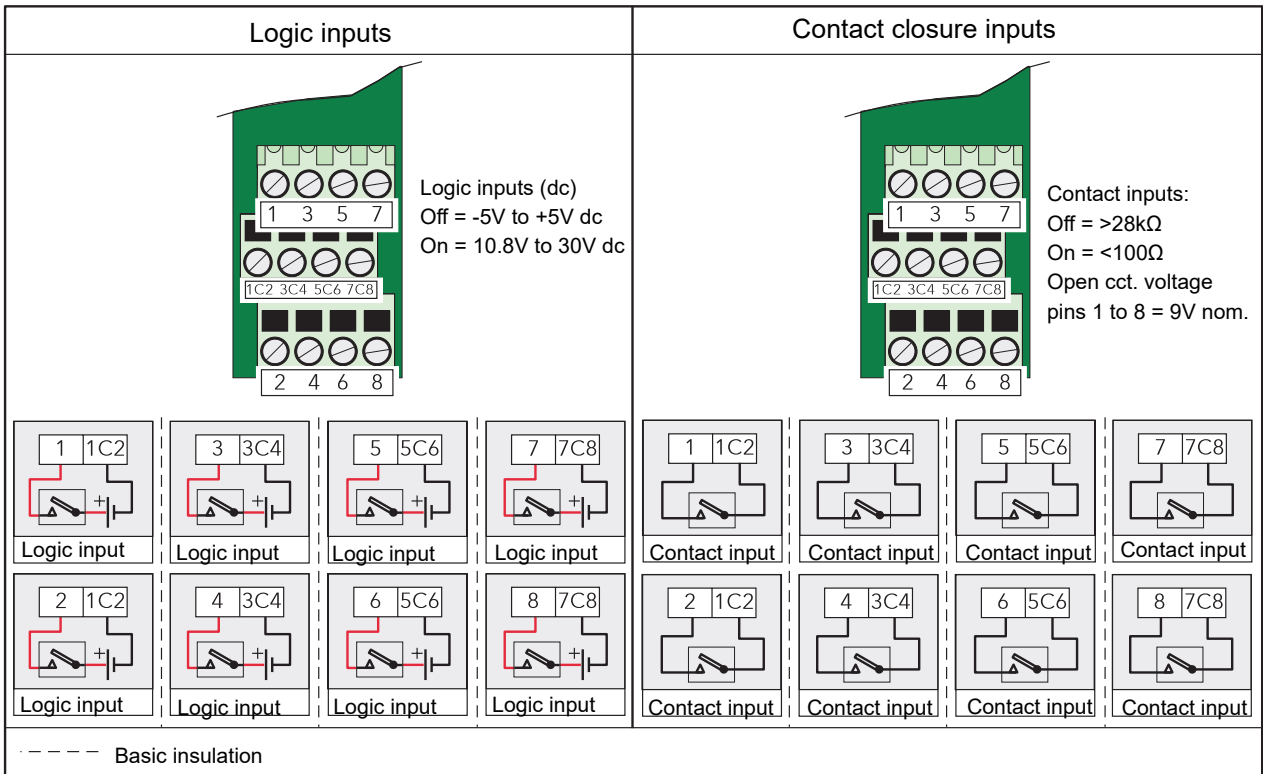 Logic inputs
Contact closure inputs
1 3 5 7
1C2 3C4 5C6 7C8
2 4 6 8
Logic inputs (dc)
Off = -5V to +5V dc
On = 10.8V to 30V dc
1 3 5 7
1C2 3C4 5C6 7C8
2 4 6 8
Contact inputs:
Off = >28kΩ
On = <100Ω
Open cct. voltage
pins 1 to 8 = 9V nom.
1 1C2
+
Logic input
3 3C4
+
Logic input
5 5C6
+
Logic input
7 7C8
+
Logic input
1 1C2
Contact input
3 3C4
Contact input
5 5C6
Contact input
7 7C8
Contact input
2 1C2
+
Logic input
4 3C4
+
Logic input
6 5C6
+
Logic input
8 7C8
+
Logic input
2 1C2
Contact input
4 3C4
Contact input
6 5C6
Contact input
8 7C8
Contact input
Basic insulation